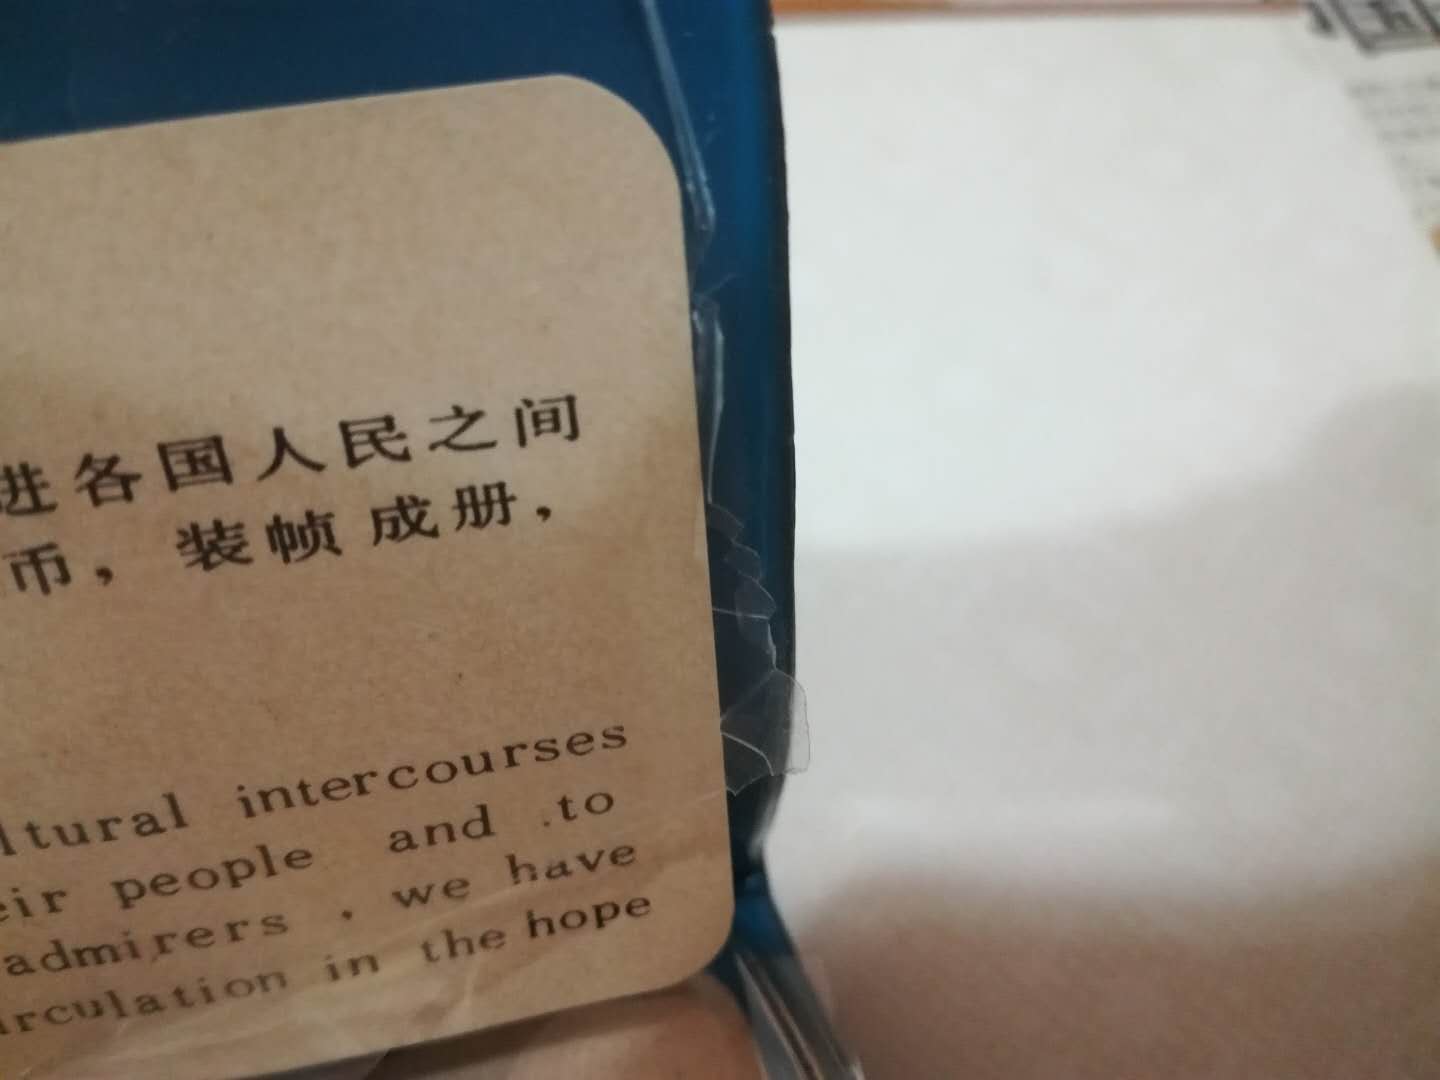 国
进各国人民之间
币，装帧成册，
ltural intercourses
eir people and to
admirers , we have
irculation in the hope